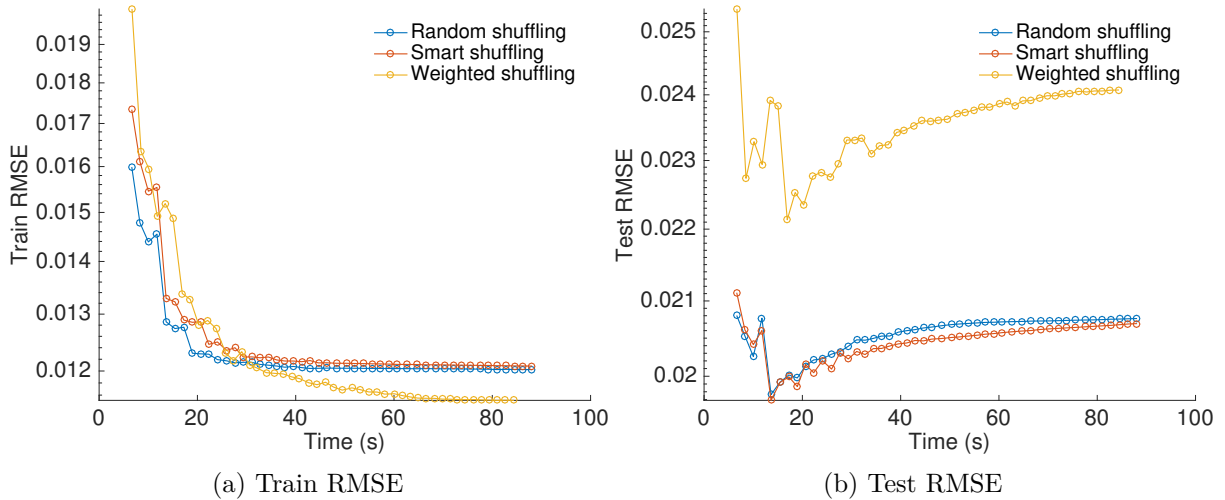 0.019
0.018
0.017
0.016
0.015
0.014
0.013
0.012
Train RMSE
Random shuffling
Smart shuffling
Weighted shuffling
0 20 40 60 80 100
Time (s)
(a) Train RMSE
0.025
0.024
0.023
0.022
0.021
0.02
Test RMSE
Random shuffling
Smart shuffling
Weighted shuffling
0 20 40 60 80 100
Time (s)
(b) Test RMSE